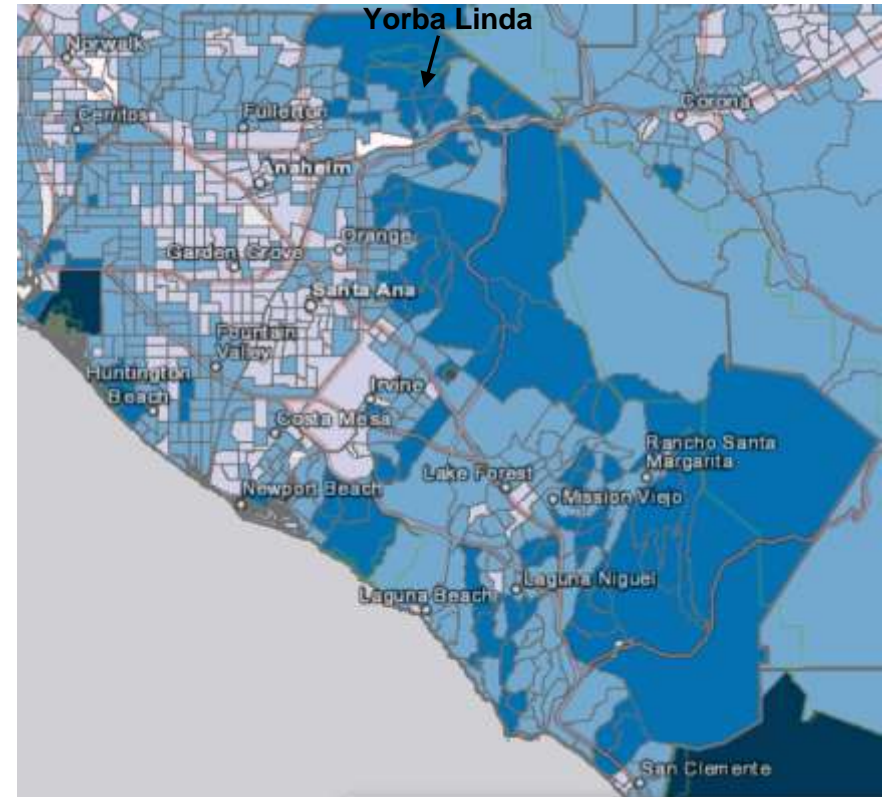 Yorba Linda
Norwalk
Cerritos
Fullerton
Corona
Anaheim
Orange
Garden Grove
Santa Ana
Fountain
Valley
Huntington
Beach
Irvine
Costa Mesa
Rancho Santa
Margarita
Lake Forest
Newport Beach
Mission Viejo
Laguna Niguel
Laguna Beach
San Clemente